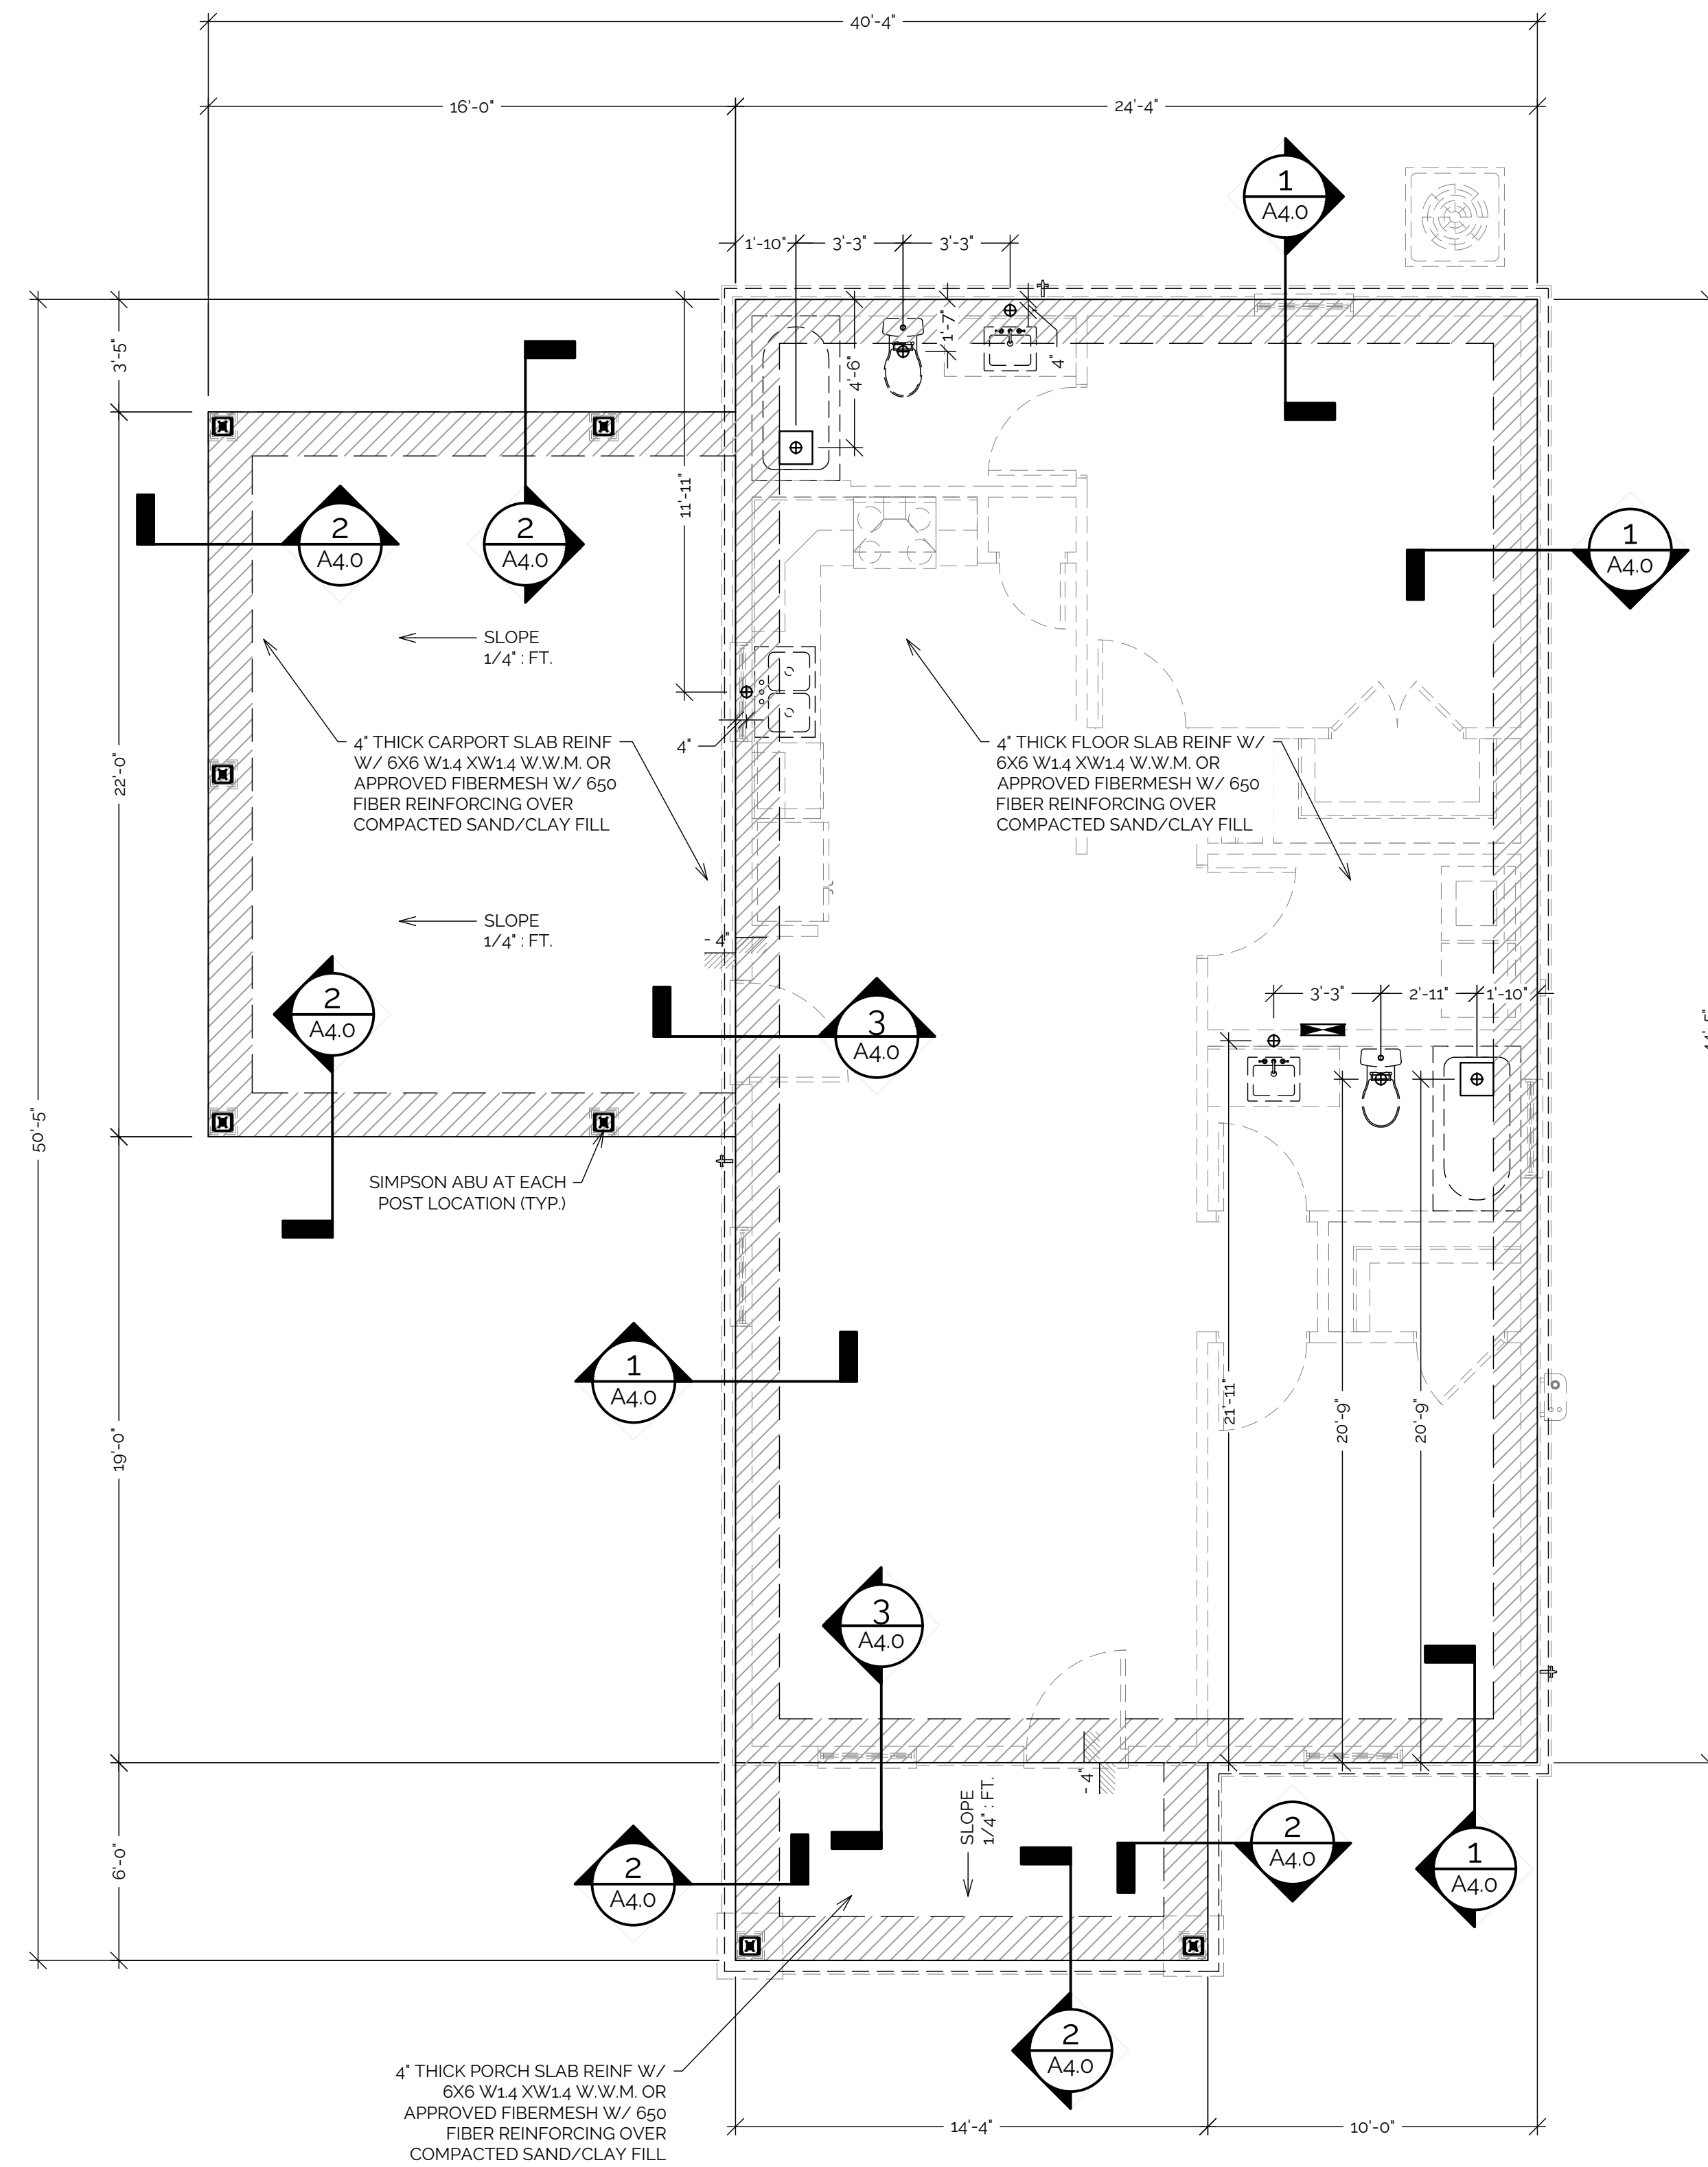 40'-4"
16'-0"
24'-4"
1
A4.0
1'-10"
3'-3"
3'-3"
3'-5"
1'-7"
4"
4'-6"
11'-11"
2
A4.0
2
A4.0
1
A4.0
SLOPE
1/4" : FT.
4"
4" THICK CARPORT SLAB REINF
W/ 6X6 W1.4 XW1.4 W.W.M. OR
APPROVED FIBERMESH W/ 650
FIBER REINFORCING OVER
COMPACTED SAND/CLAY FILL
4" THICK FLOOR SLAB REINF W/
6X6 W1.4 XW1.4 W.W.M. OR
APPROVED FIBERMESH W/ 650
FIBER REINFORCING OVER
COMPACTED SAND/CLAY FILL
22'-0"
SLOPE
1/4" : FT.
- 4"
2
A4.0
3
A4.0
3'-3"
2'-11"
1'-10"
50'-5"
SIMPSON ABU AT EACH
POST LOCATION (TYP.)
1
A4.0
21'-11"
20'-9"
20'-9"
19'-0"
3
A4.0
- 4"
SLOPE
1/4" : FT.
6'-0"
2
A4.0
2
A4.0
1
A4.0
2
A4.0
4" THICK PORCH SLAB REINF W/
6X6 W1.4 XW1.4 W.W.M. OR
APPROVED FIBERMESH W/ 650
FIBER REINFORCING OVER
COMPACTED SAND/CLAY FILL
14'-4"
10'-0"